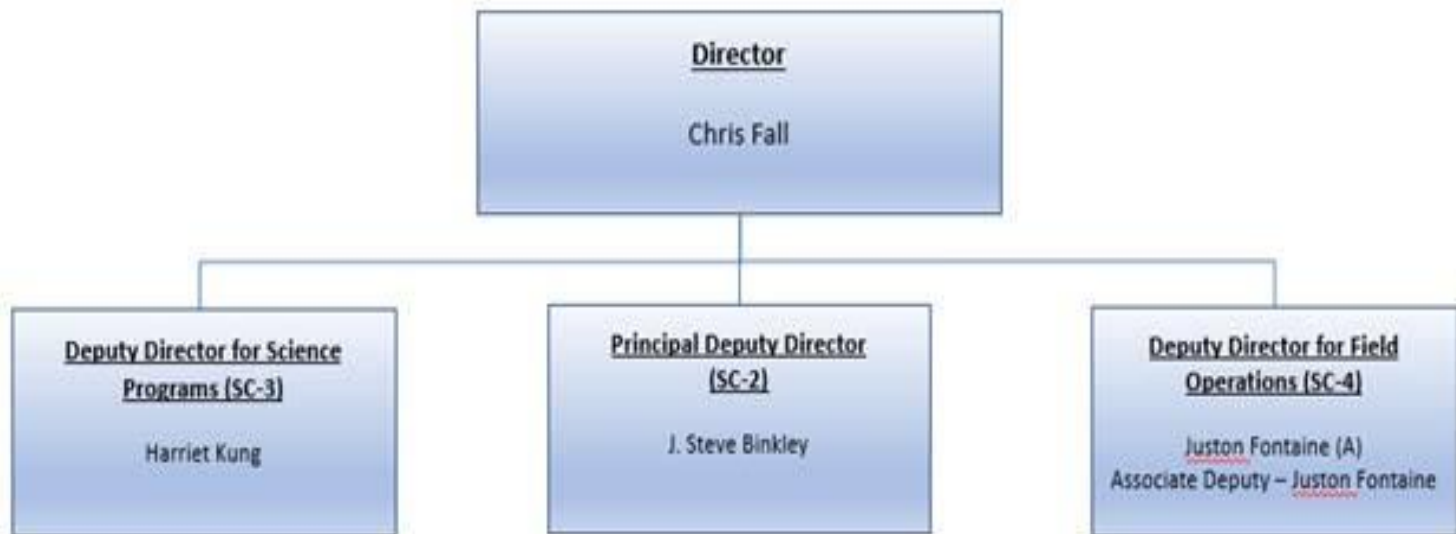 Director
Chris Fall
Deputy Director for Science
Programs (SC-3)
Harriet Kung
Principal Deputy Director
(SC-2)
J. Steve Binkley
Deputy Director for Field
Operations (SC-4)
Juston Fontaine (A)
Associate Deputy – Juston Fontaine